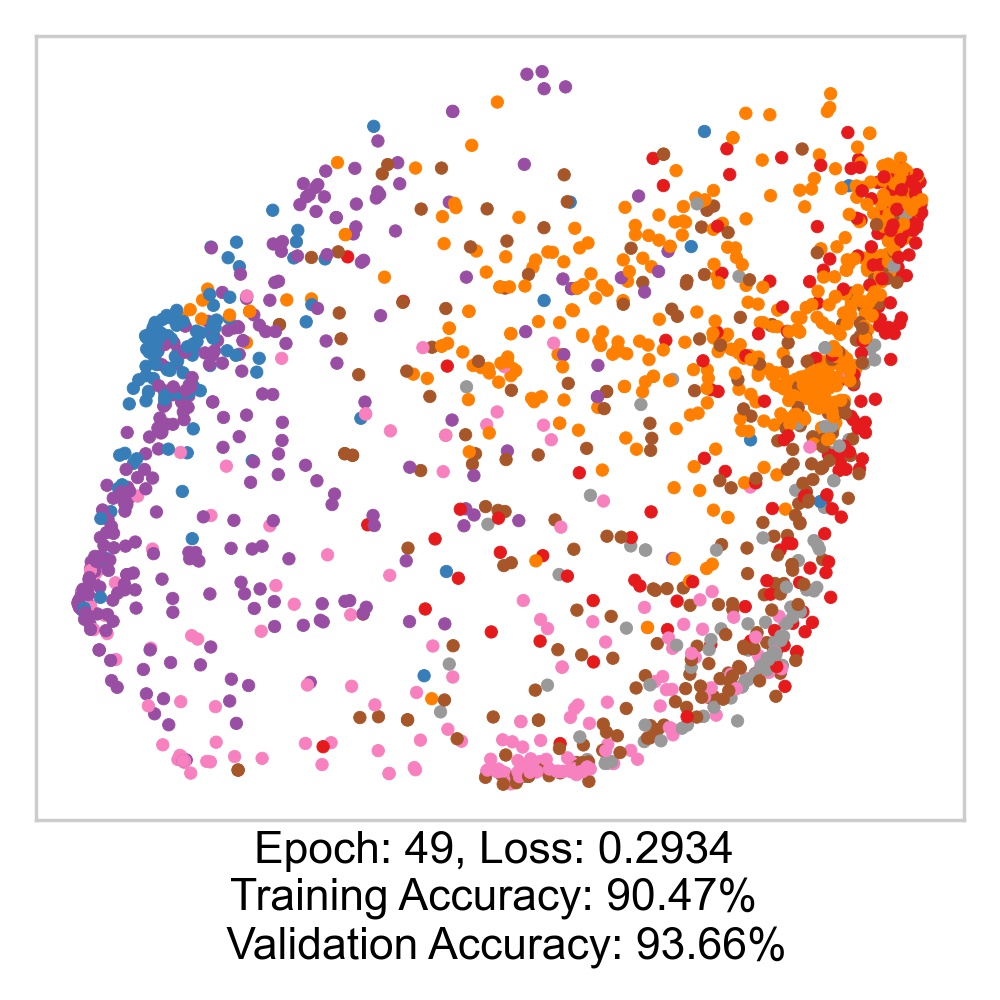 Epoch: 49, Loss: 0.2934
Training Accuracy: 90.47%
Validation Accuracy: 93.66%